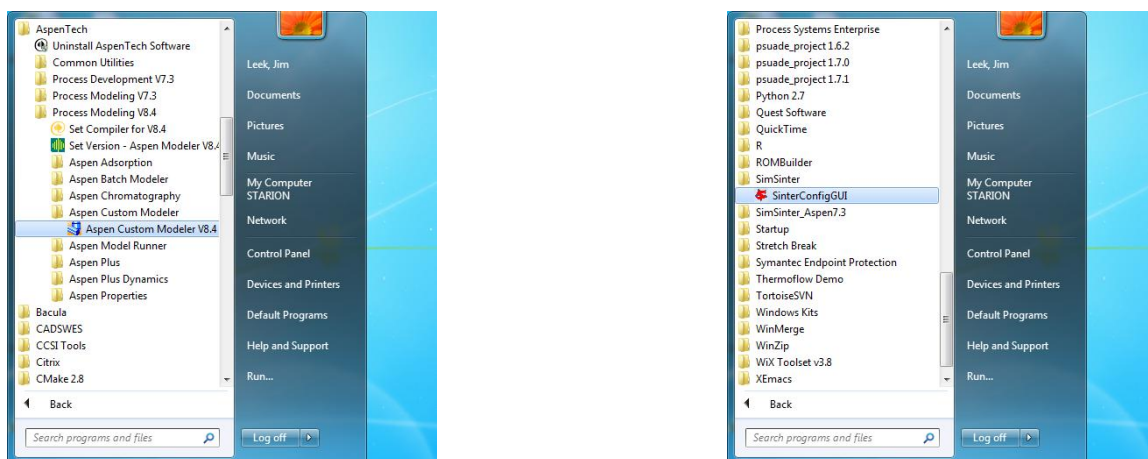 AspenTech
Uninstall AspenTech Software
Common Utilities
Process Development V7.3
Process Modeling V7.3
Process Modeling V8.4
Set Compiler for V8.4
Set Version - Aspen Modeler V8.4
Aspen Adsorption
Aspen Batch Modeler
Aspen Chromatography
Aspen Custom Modeler
Aspen Custom Modeler V8.4
Aspen Model Runner
Aspen Plus
Aspen Plus Dynamics
Aspen Properties
Bacula
CADSWES
CCSI Tools
Citrix
CMake 2.8
Back
Search programs and files
Leek, Jim
Documents
Pictures
Music
My Computer
STARION
Network
Control Panel
Devices and Printers
Default Programs
Help and Support
Run...
Log off
Process Systems Enterprise
psuade_project 1.6.2
psuade_project 1.7.0
psuade_project 1.7.1
Python 2.7
Quest Software
QuickTime
R
ROMBuilder
SimSinter
SinterConfigGUI
SimSinter_Aspen7.3
Startup
Stretch Break
Symantec Endpoint Protection
Thermoflow Demo
TortoiseSVN
Windows Kits
WinMerge
WinZip
WiX Toolset v3.8
XEmacs
Back
Search programs and files
Leek, Jim
Documents
Pictures
Music
My Computer
STARION
Network
Control Panel
Devices and Printers
Default Programs
Help and Support
Run...
Log off